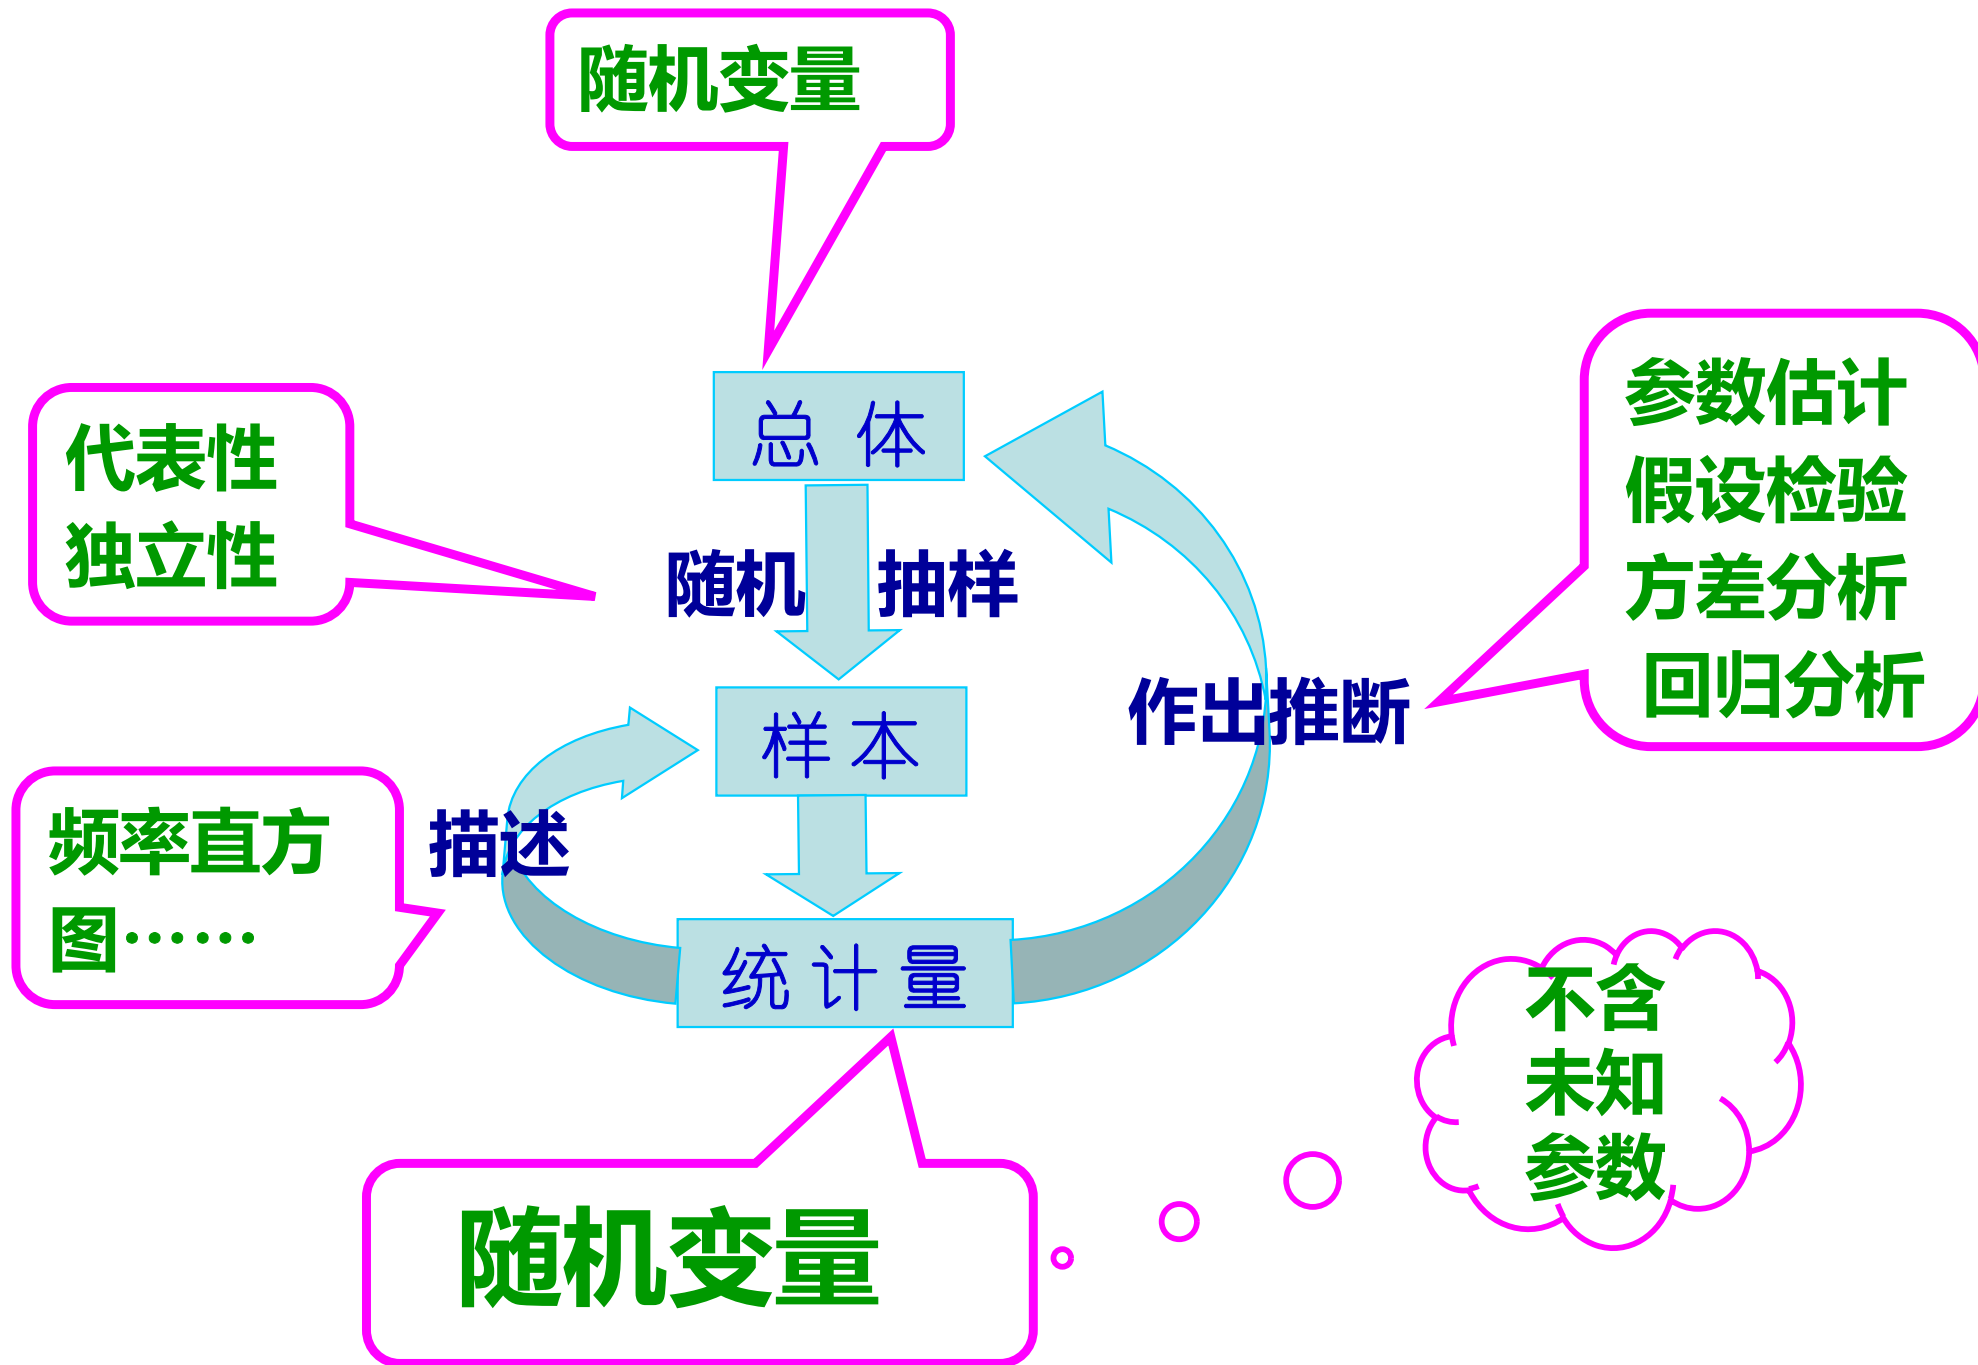 随机变量
总 体
代表性
独立性
随机 抽样
参数估计
假设检验
方差分析
回归分析
样本
作出推断
描述
频率直方
图……
统计量
不含
未知
参数
随机变量